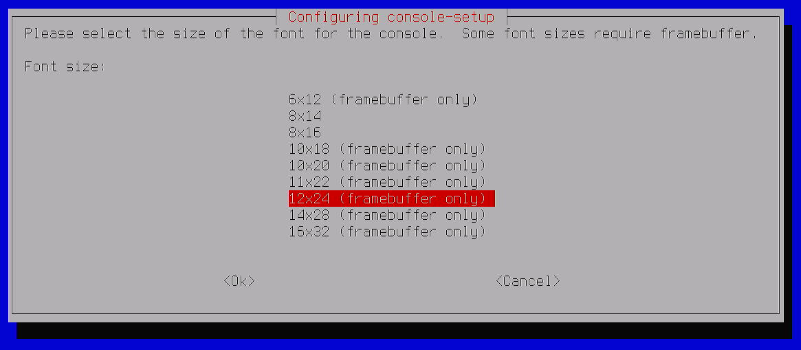 Configuring console-setup
Please select the size of the font for the console.  Some font sizes require framebuffer.
Font size:
6x12 (framebuffer only)
8x14
8x16
10x18 (framebuffer only)
10x20 (framebuffer only)
11x22 (framebuffer only)
12x24 (framebuffer only)
14x28 (framebuffer only)
16x32 (framebuffer only)
<Ok>    <Cancel>